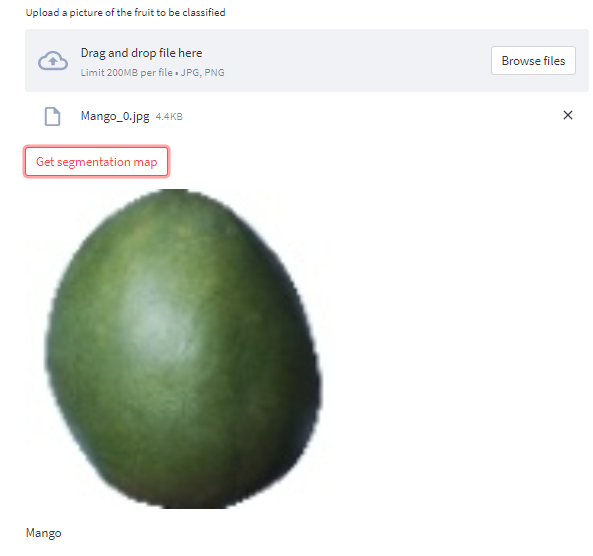 Upload a picture of the fruit to be classified
Drag and drop file here
Limit 200MB per file • JPG, PNG
Browse files
Mango_0.jpg 4.4KB
Get segmentation map
Mango